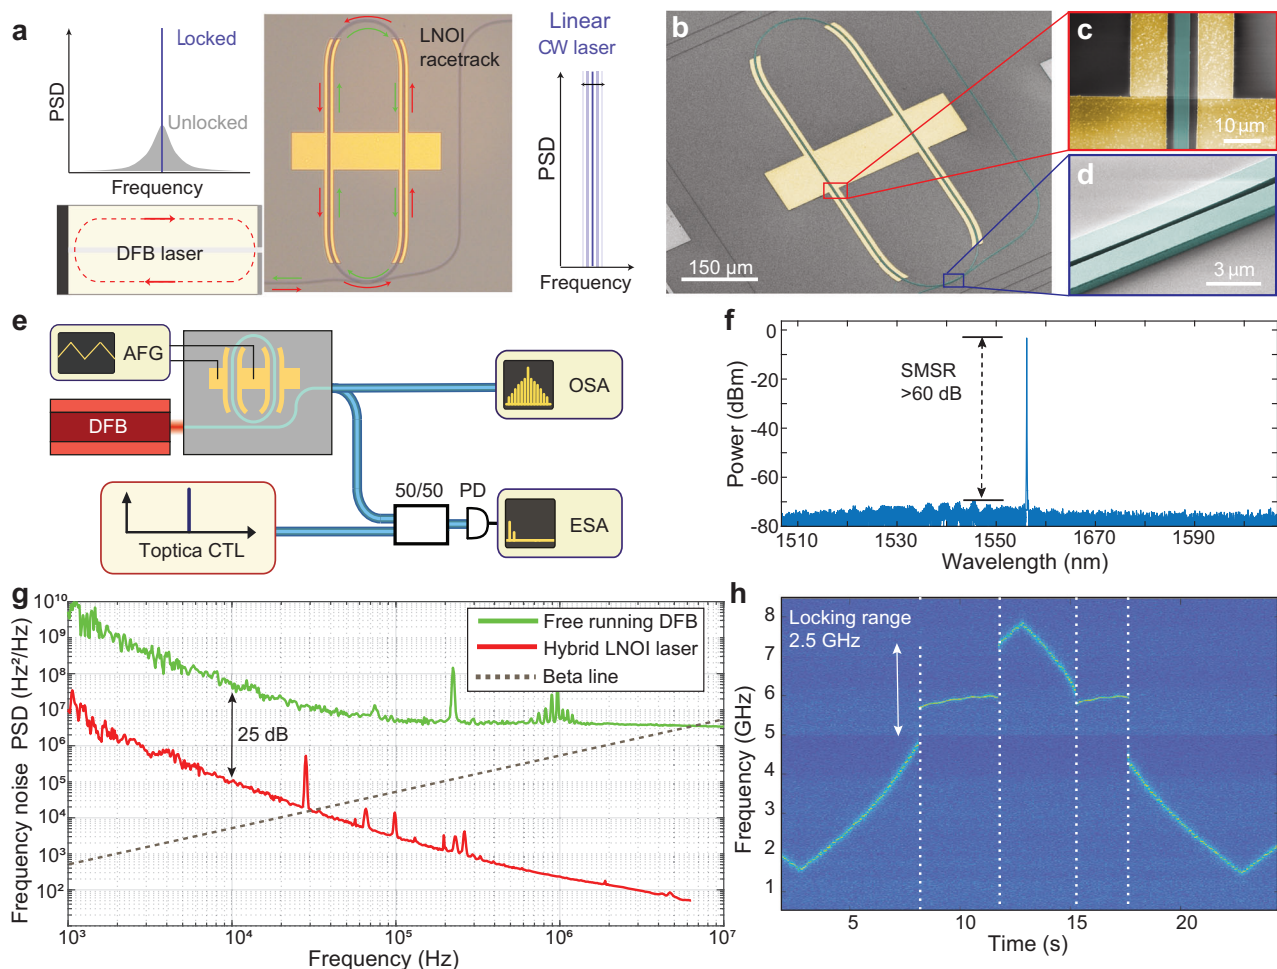 a
PSD
Locked
Unlocked
Frequency
DFB laser
LNOI
racetrack
Linear
CW laser
PSD
Frequency
b
150 µm
c
10 µm
d
3 µm
e
AFG
DFB
OSA
50/50
PD
ESA
Toptica CTL
f
Power (dBm)
0
-20
-40
-60
-80
SMSR
>60 dB
1510
1530
1550
1670
1590
Wavelength (nm)
g
Frequency noise PSD (Hz²/Hz)
10¹⁰
10⁹
10⁸
10⁷
10⁶
10⁵
10⁴
10³
10²
Free running DFB
Hybrid LNOI laser
Beta line
25 dB
10³
10⁴
10⁵
10⁶
10⁷
Frequency (Hz)
h
Frequency (GHz)
8
7
6
5
4
3
2
1
Locking range
2.5 GHz
5
10
15
20
Time (s)